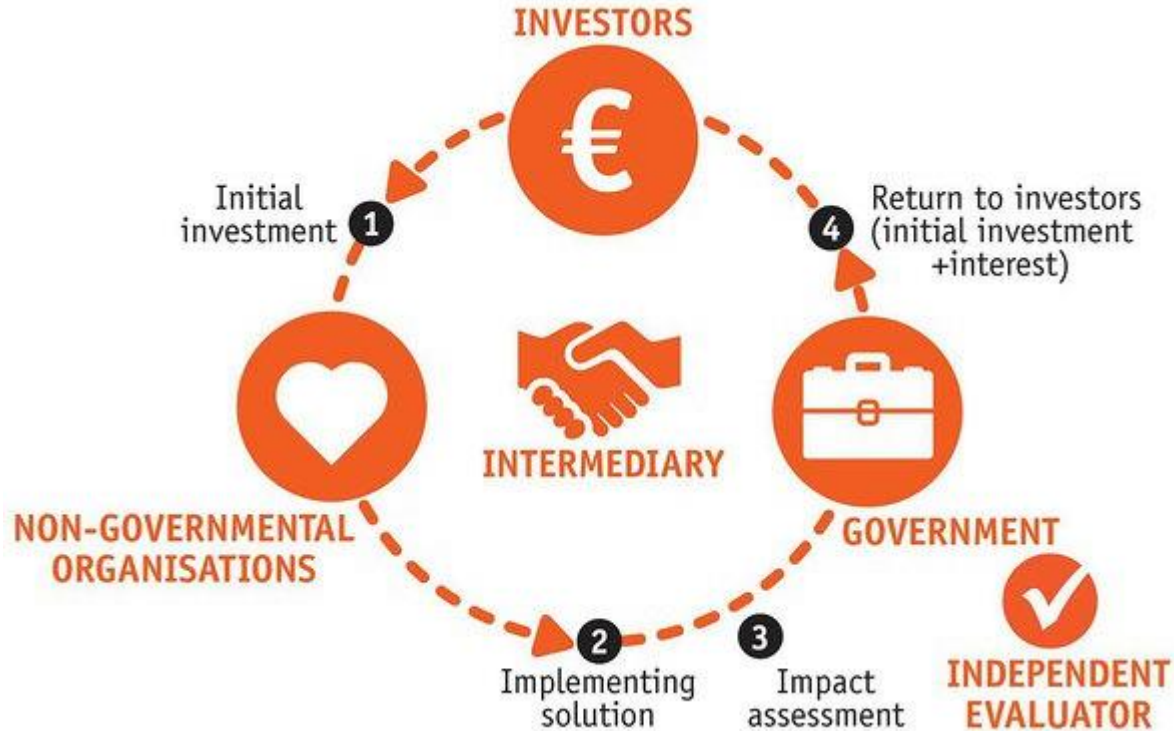 INVESTORS
€
Initial
investment
1
4
Return to investors
(initial investment
+interest)
INTERMEDIARY
NON-GOVERNMENTAL
ORGANISATIONS
GOVERNMENT
2
Implementing
solution
3
Impact
assessment
INDEPENDENT
EVALUATOR